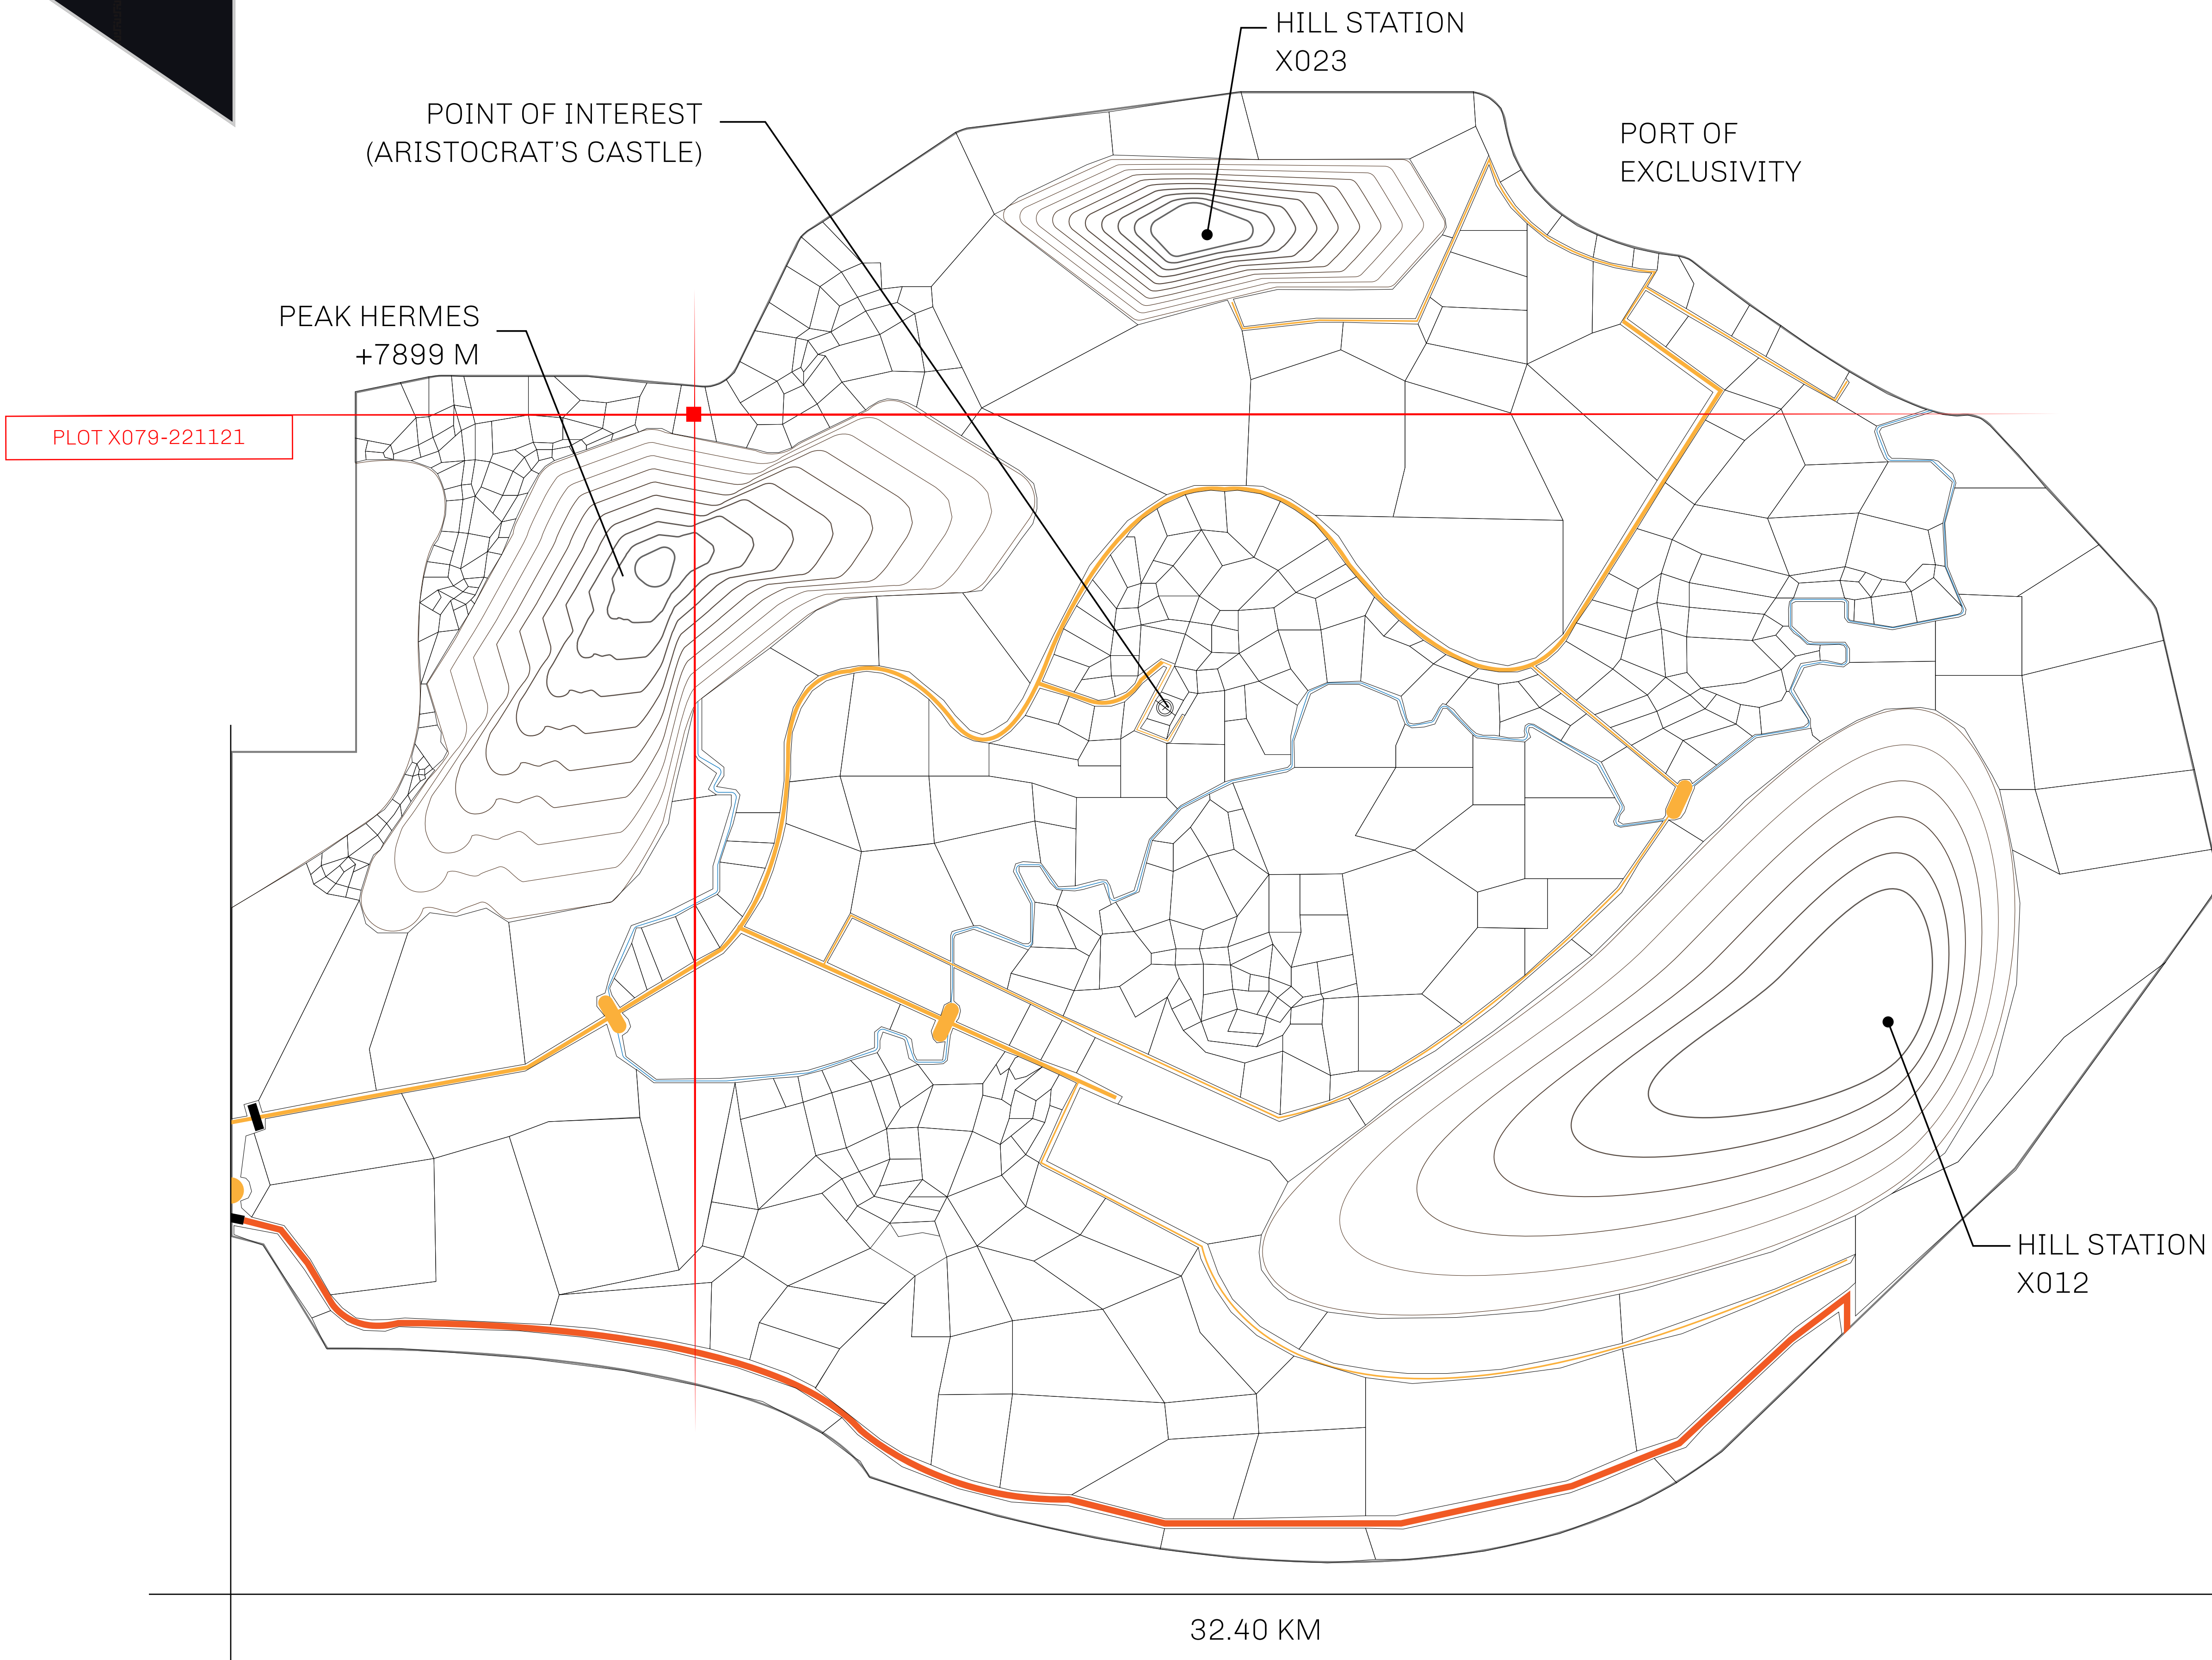 HILL STATION
X023
POINT OF INTEREST
(ARISTOCRAT'S CASTLE)
PORT OF
EXCLUSIVITY
PEAK HERMES
+7899 M
PLOT X079-221121
HILL STATION
X012
32.40 KM